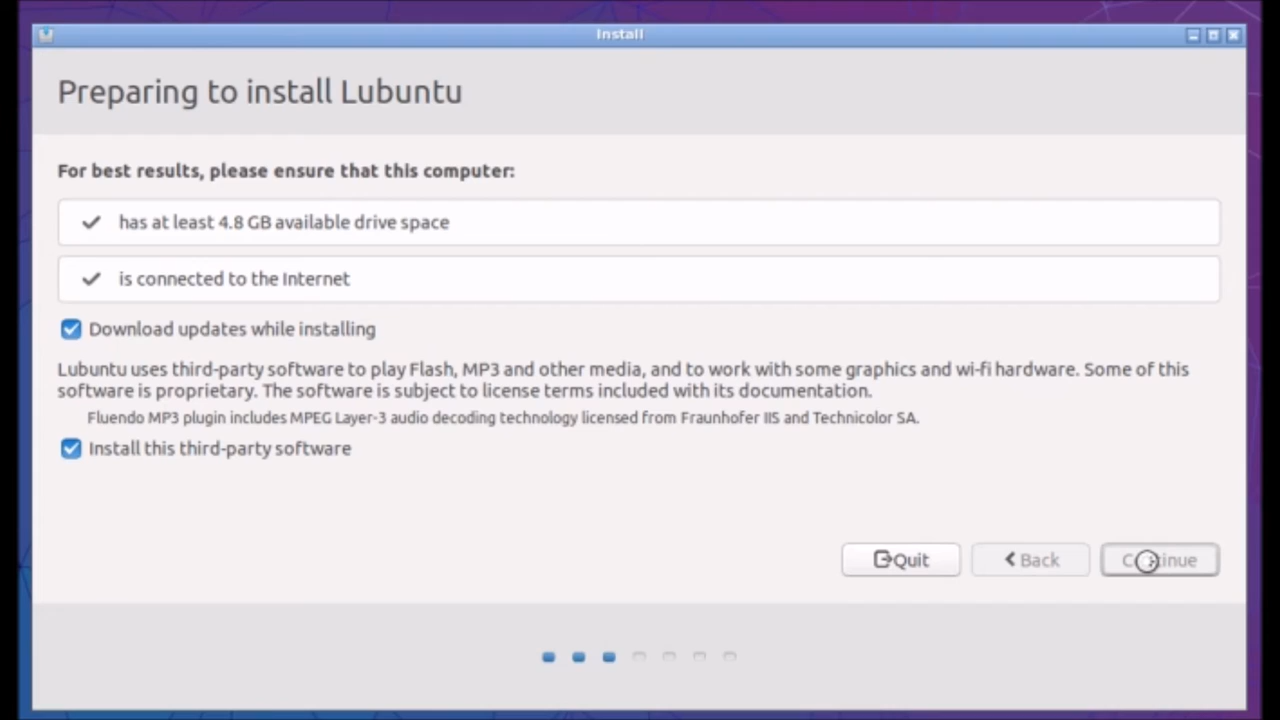 Install
Preparing to install Lubuntu
For best results, please ensure that this computer:
has at least 4.8 GB available drive space
is connected to the Internet
Download updates while installing
Lubuntu uses third-party software to play Flash, MP3 and other media, and to work with some graphics and wi-fi hardware. Some of this
software is proprietary. The software is subject to license terms included with its documentation.
Fluendo MP3 plugin includes MPEG Layer-3 audio decoding technology licensed from Fraunhofer IIS and Technicolor SA.
Install this third-party software
Quit
Back
Continue